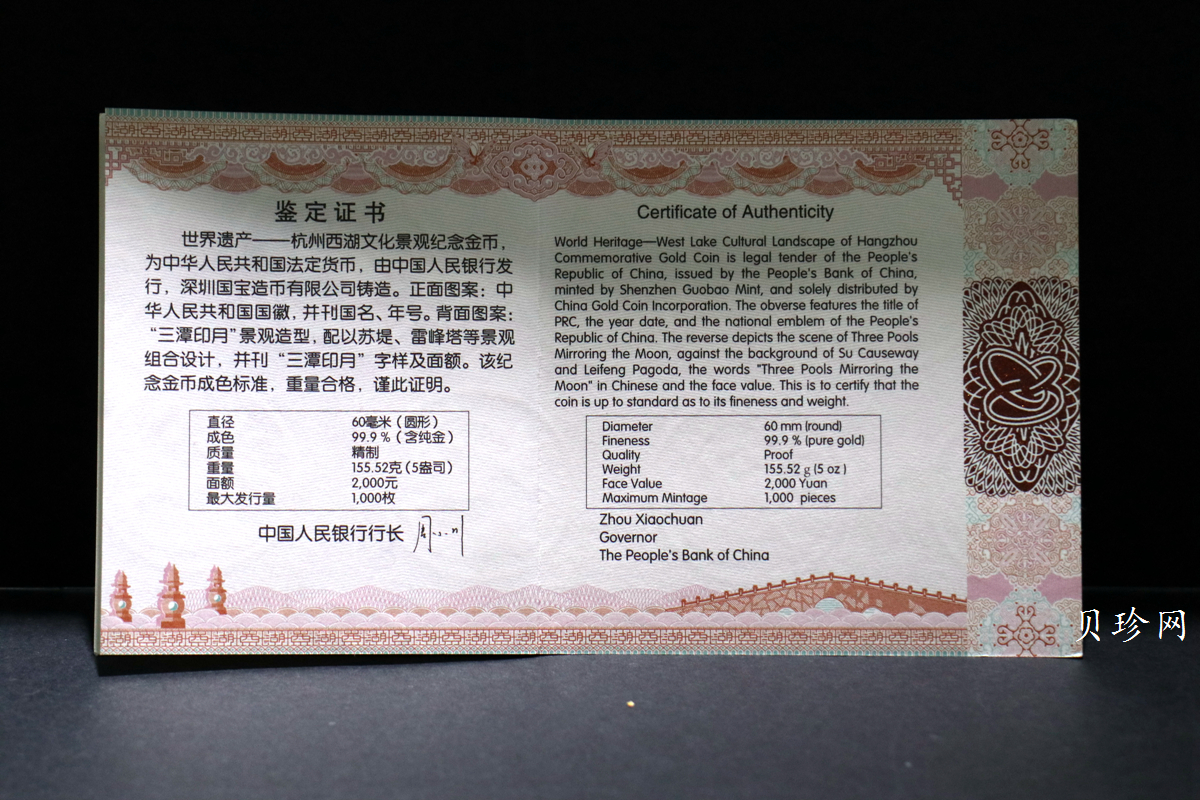 鉴定证书
世界遗产——杭州西湖文化景观纪念金币，
为中华人民共和国法定货币，由中国人民银行发
行，深圳国宝造币有限公司铸造。正面图案：中
华人民共和国国徽，并刊国名、年号。背面图案：
“三潭印月”景观造型，配以苏堤、雷峰塔等景观
组合设计，并刊“三潭印月”字样及面额。该纪
念金币成色标准，重量合格，谨此证明。
直径 60毫米（圆形）
成色 99.9％（含纯金）
质量 精制
重量 155.52克（5盎司）
面额 2,000元
最大发行量 1,000枚
中国人民银行行长 周小川
Certificate of Authenticity
World Heritage—West Lake Cultural Landscape of Hangzhou
Commemorative Gold Coin is legal tender of the People's
Republic of China, issued by the People's Bank of China,
minted by Shenzhen Guobao Mint, and solely distributed by
China Gold Coin Incorporation. The obverse features the title of
PRC, the year date, and the national emblem of the People's
Republic of China. The reverse depicts the scene of Three Pools
Mirroring the Moon, against the background of Su Causeway
and Leifeng Pagoda, the words "Three Pools Mirroring the
Moon" in Chinese and the face value. This is to certify that the
coin is up to standard as to its fineness and weight.
Diameter 60 mm (round)
Fineness 99.9 % (pure gold)
Quality Proof
Weight 155.52 g (5 oz )
Face Value 2,000 Yuan
Maximum Mintage 1,000 pieces
Zhou Xiaochuan
Governor
The People's Bank of China
贝珍网